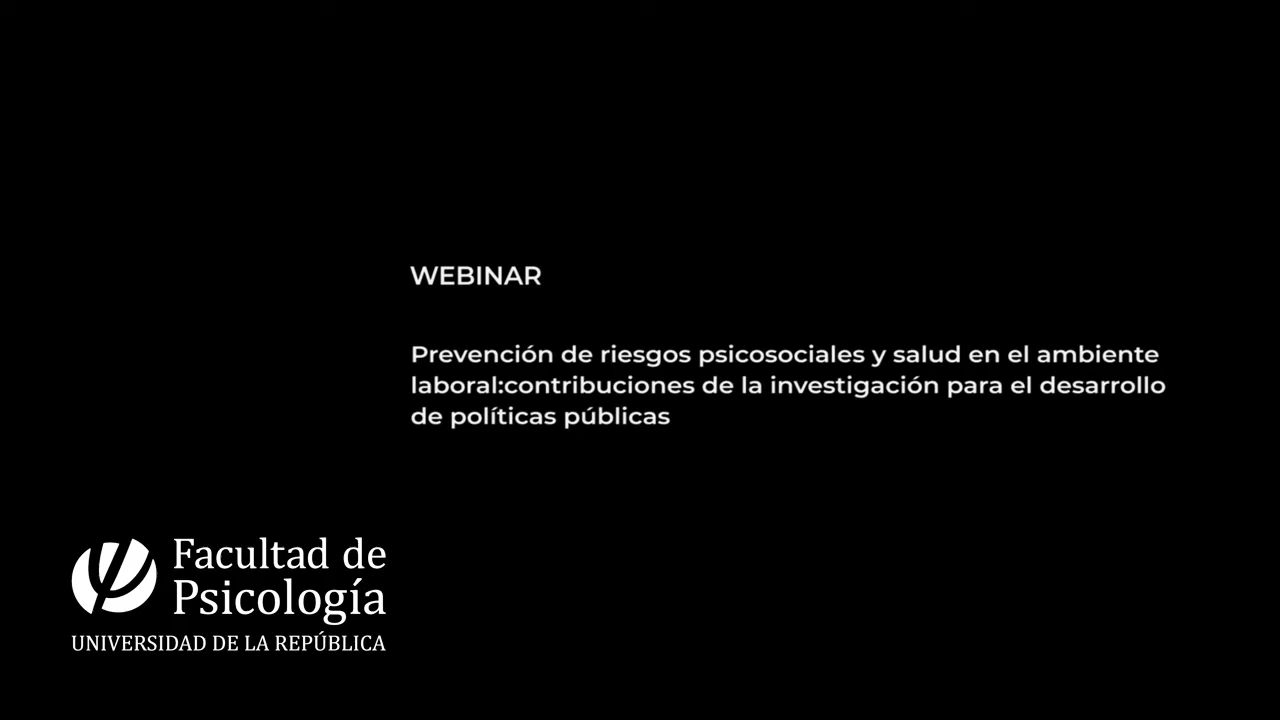 WEBINAR
Prevención de riesgos psicosociales y salud en el ambiente
laboral:contribuciones de la investigación para el desarrollo
de políticas públicas
Facultad de
Psicología
UNIVERSIDAD DE LA REPÚBLICA